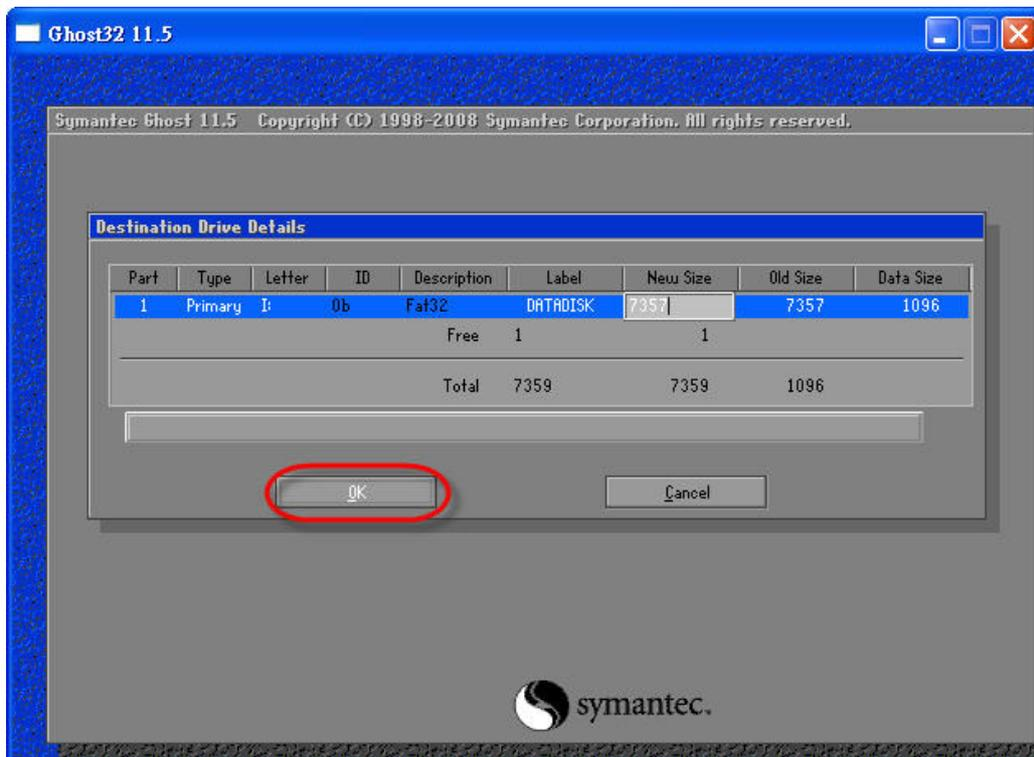 Ghost32 11.5
Symantec Ghost 11.5 Copyright (C) 1998-2008 Symantec Corporation. All rights reserved.
Destination Drive Details
Part Type Letter ID Description Label New Size Old Size Data Size
1 Primary I: 0b Fat32 DATADISK 7357 7357 1096
Free 1 1
Total 7359 7359 1096
OK Cancel
symantec.